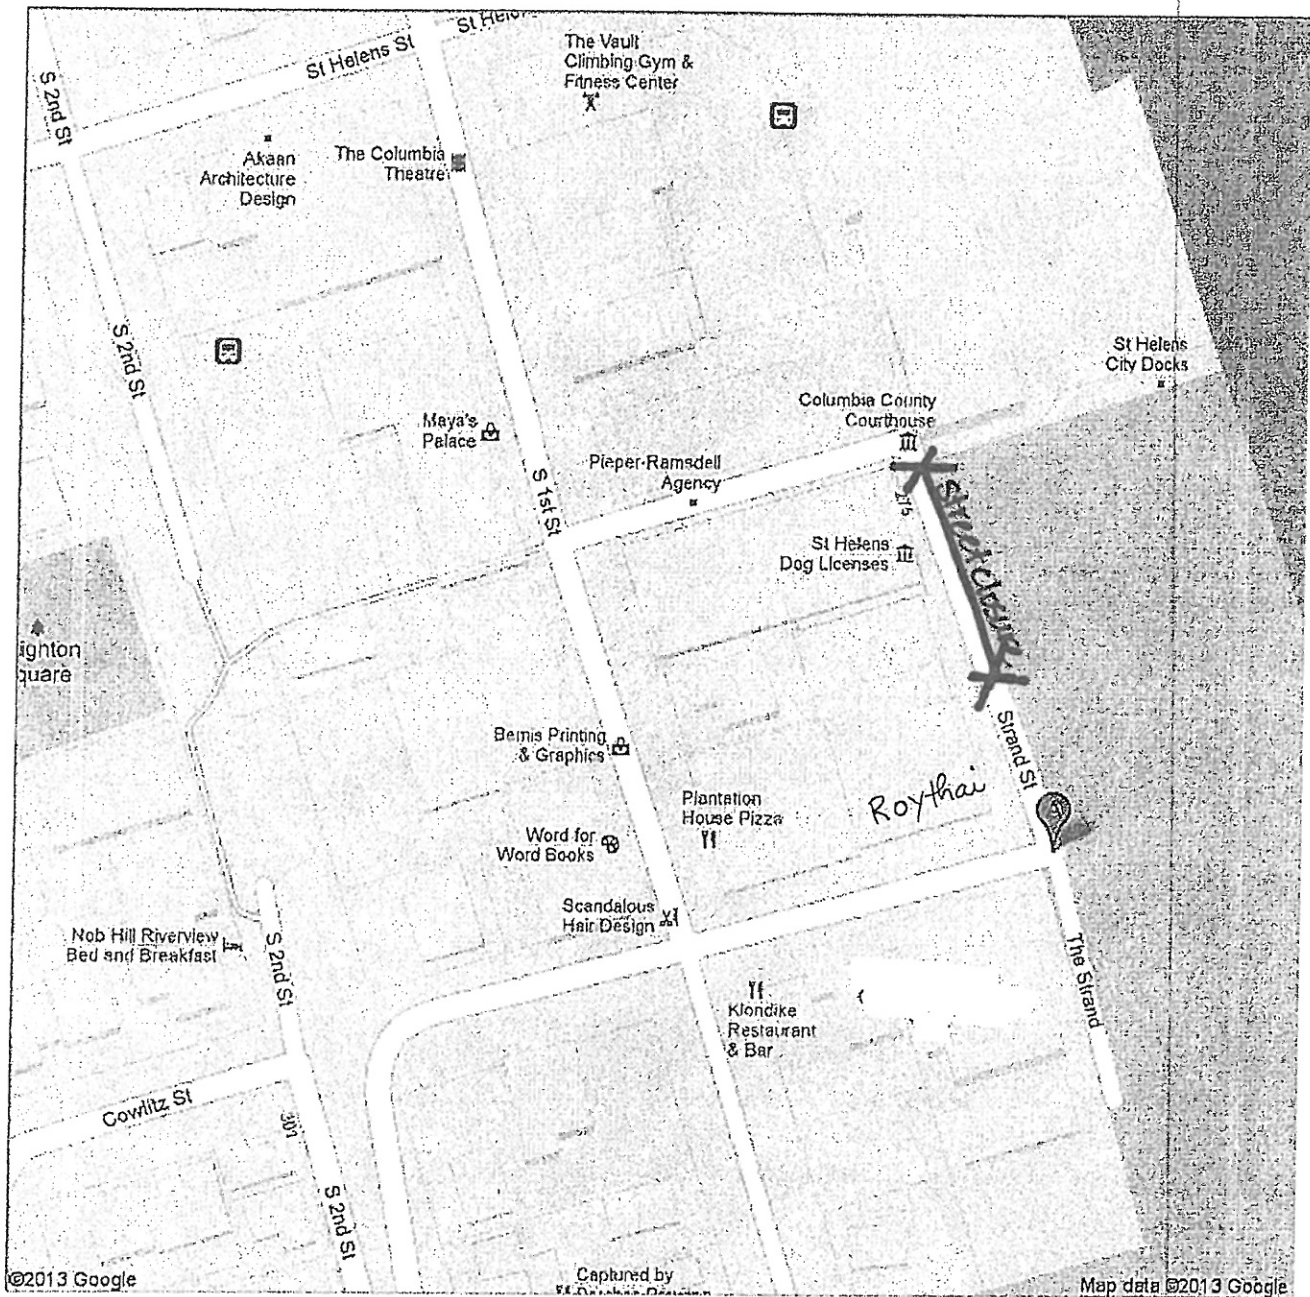 St Helens St
S 2nd St
The Vault
Climbing Gym &
Fitness Center
Akaan
Architecture
Design
The Columbia
Theatre
S 2nd St
St Helens
City Docks
Columbia County
Courthouse
Maya's
Palace
Pieper-Ramsdell
Agency
S 1st St
275
street closure
St Helens
Dog Licenses
ighton
quare
Strand St
Bemis Printing
& Graphics
Plantation
House Pizza
Roythai
Word for
Word Books
Scandalous
Hair Design
Nob Hill Riverview
Bed and Breakfast
S 2nd St
The Strand
Klondike
Restaurant
& Bar
Cowlitz St
301
S 2nd St
©2013 Google
Captured by
Map data ©2013 Google